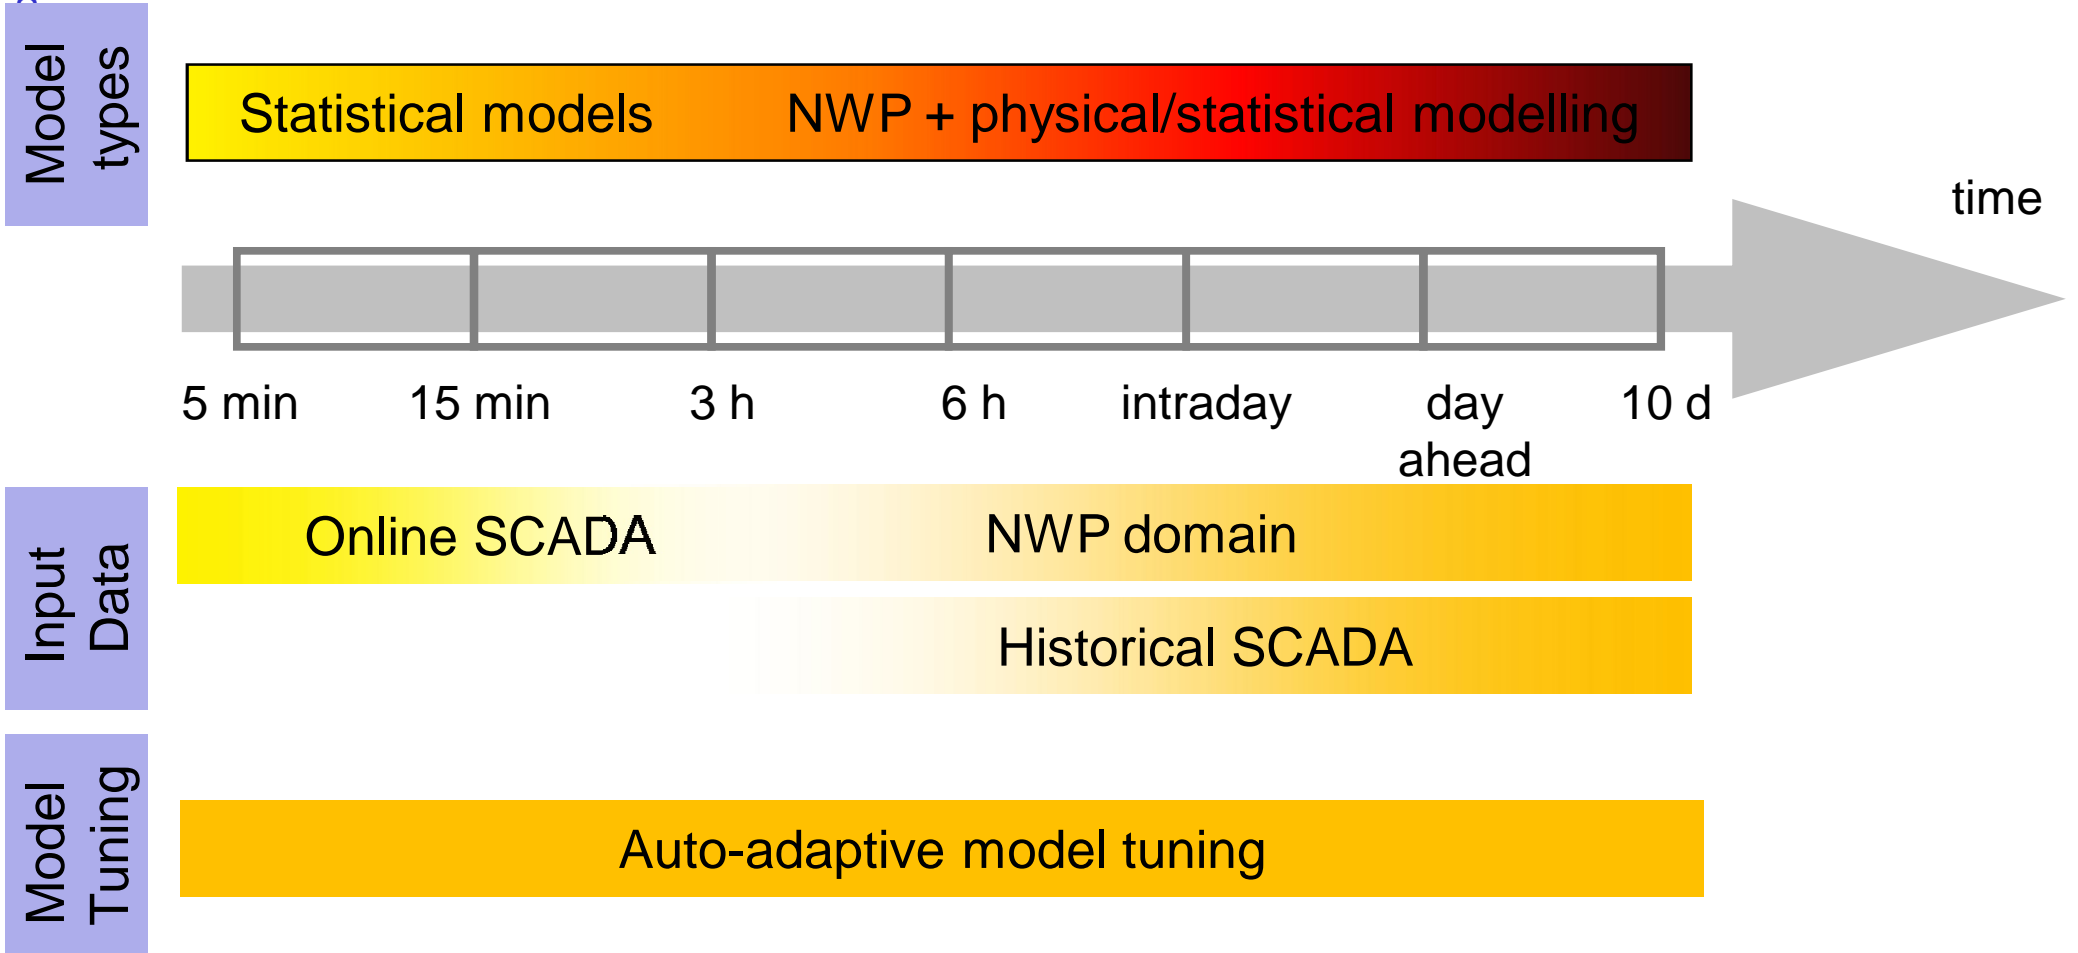 Model
types
Statistical models NWP + physical/statistical modelling
time
5 min 15 min 3 h 6 h intraday day
ahead 10 d
Input
Data
Online SCADA NWP domain
Historical SCADA
Model
Tuning
Auto-adaptive model tuning